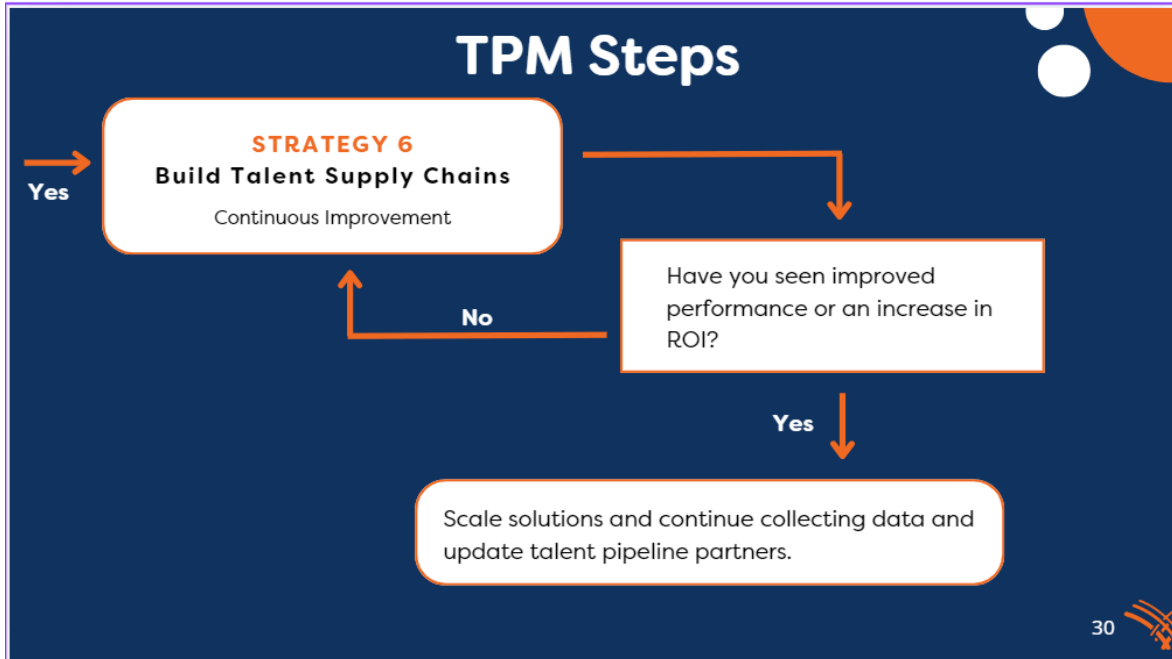 TPM Steps
STRATEGY 6
Build Talent Supply Chains
Continuous Improvement
Yes
Have you seen improved
performance or an increase in
ROI?
No
Yes
Scale solutions and continue collecting data and
update talent pipeline partners.
30